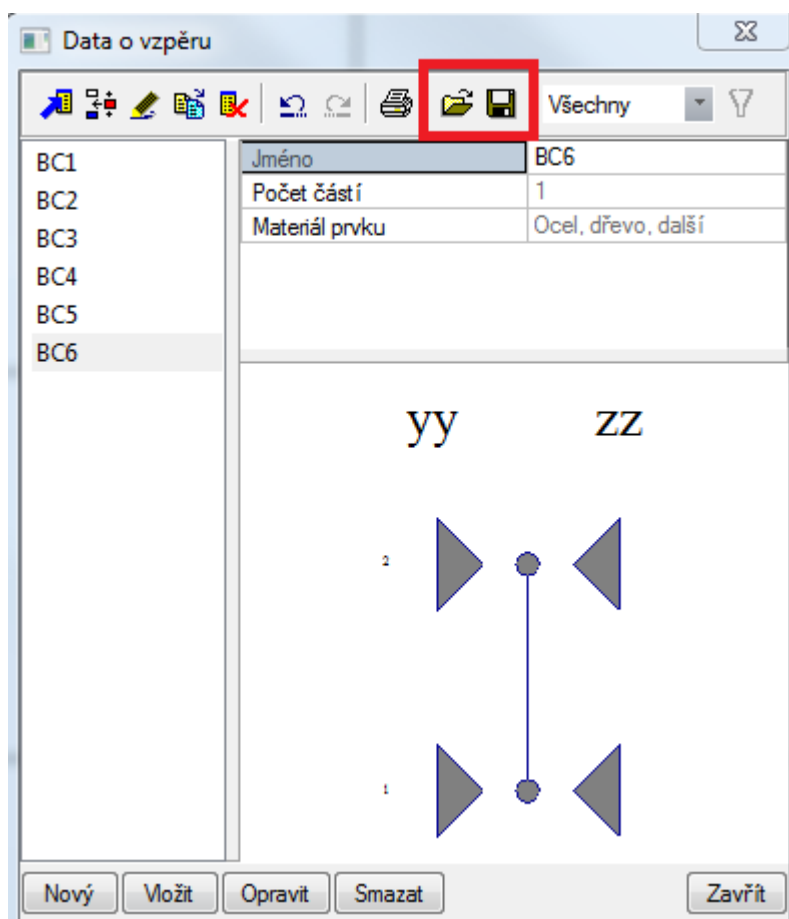 Data o vzpěru
Všechny
BC1
BC2
BC3
BC4
BC5
BC6
Jméno BC6
Počet částí 1
Materiál prvku Ocel, dřevo, další
yy zz
2
1
Nový Vložit Opravit Smazat Zavřít